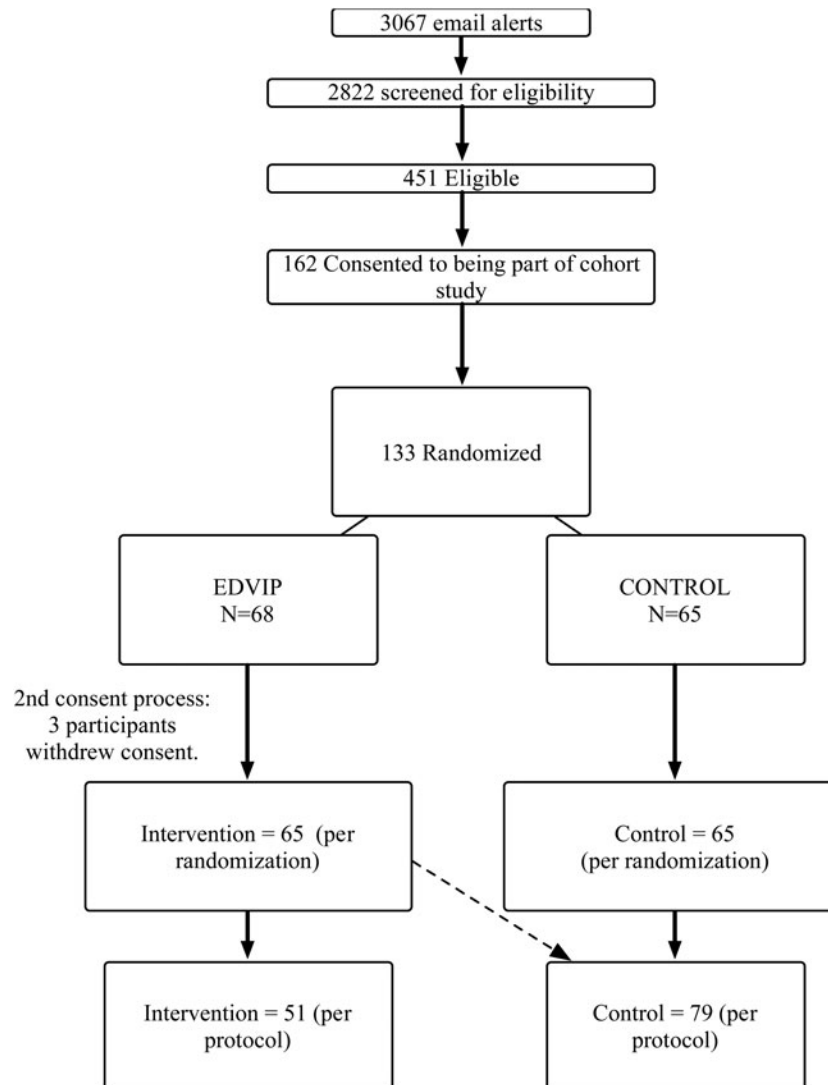 3067 email alerts
2822 screened for eligibility
451 Eligible
162 Consented to being part of cohort
study
133 Randomized
EDVIP
N=68
CONTROL
N=65
2nd consent process:
3 participants
withdrew consent.
Intervention = 65 (per
randomization)
Control = 65
(per randomization)
Intervention = 51 (per
protocol)
Control = 79 (per
protocol)